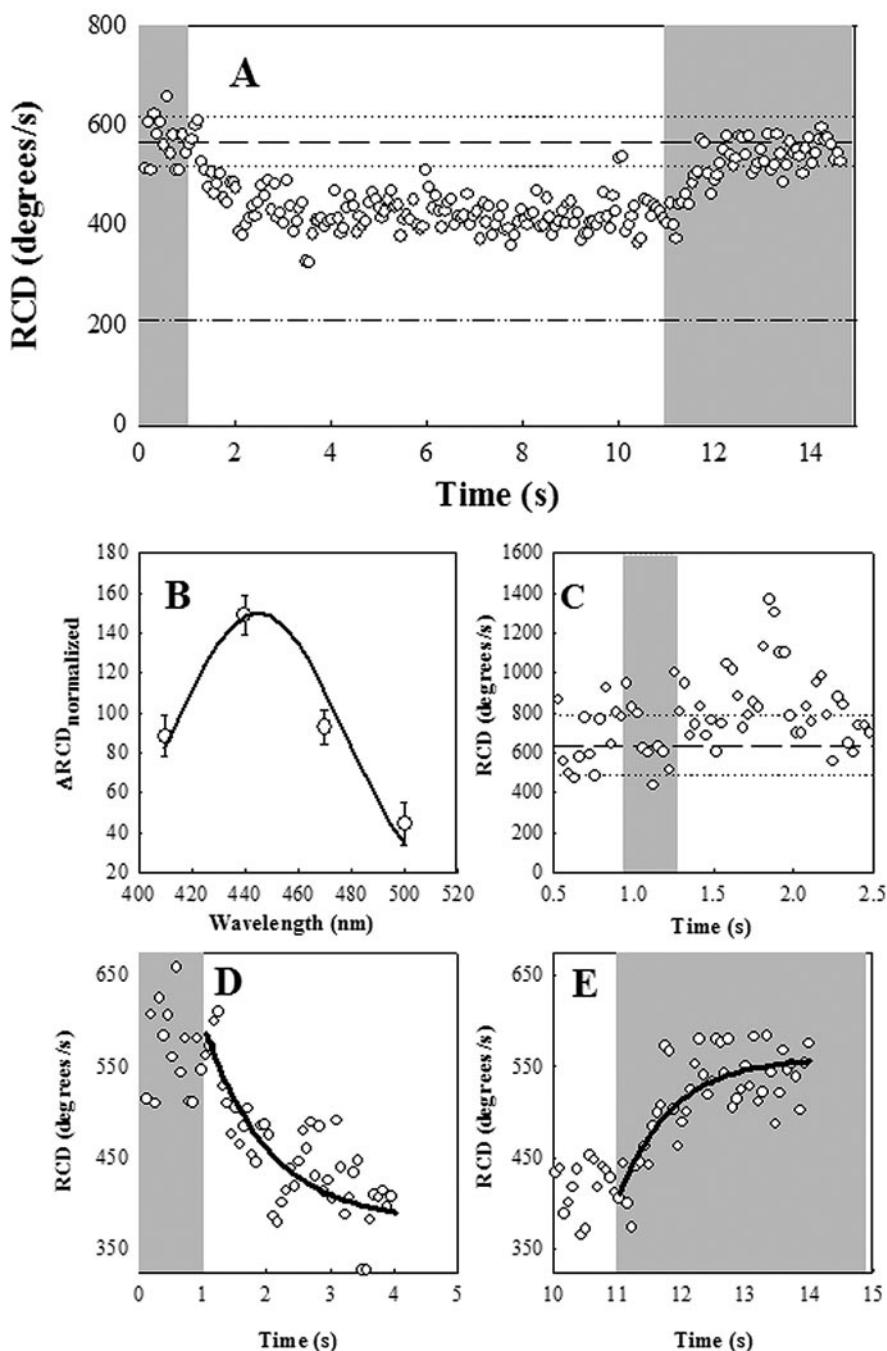 A
RCD (degrees/s)
800
600
400
200
0
0 2 4 6 8 10 12 14
Time (s)
B
ΔRCDnormalized
180
160
140
120
100
80
60
40
20
400 420 440 460 480 500 520
Wavelength (nm)
C
RCD (degrees/s)
1600
1400
1200
1000
800
600
400
200
0
0.5 1.0 1.5 2.0 2.5
Time (s)
D
RCD (degrees/s)
650
550
450
350
0 1 2 3 4 5
Time (s)
E
RCD (degrees/s)
650
550
450
350
10 11 12 13 14 15
Time (s)